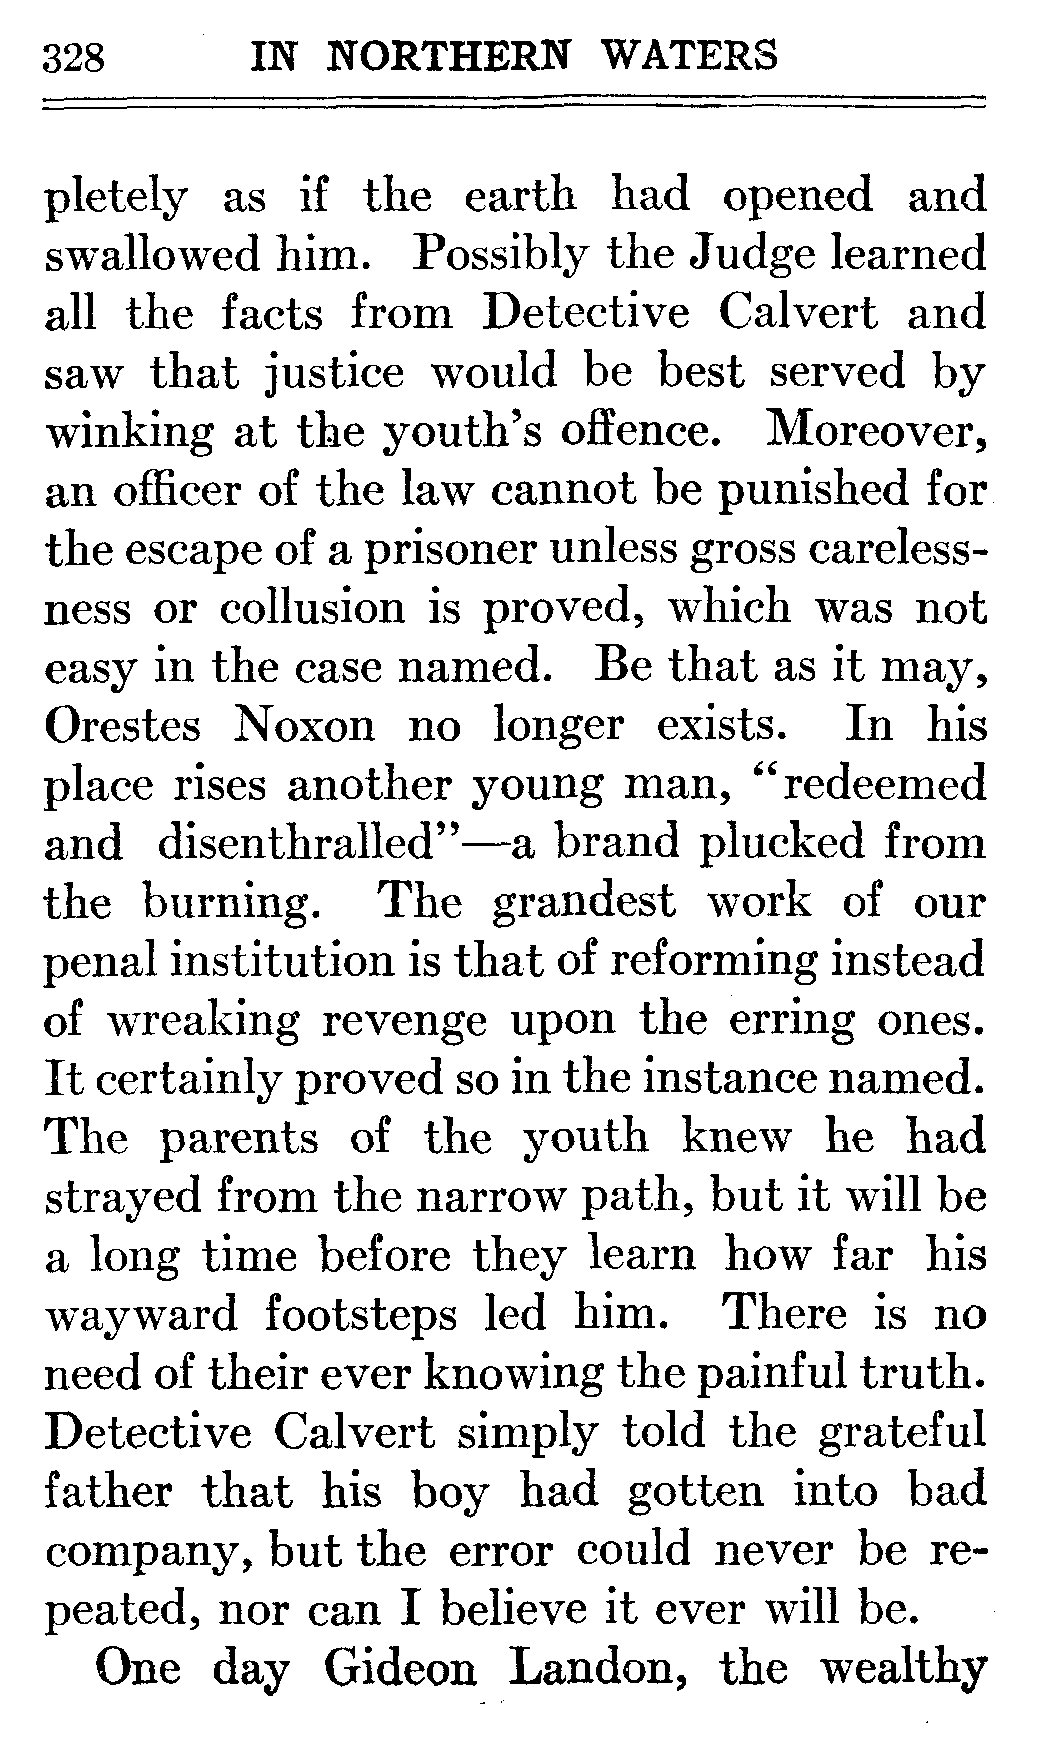 328 IN NORTHERN WATERS
pletely as if the earth had opened and
swallowed him. Possibly the Judge learned
all the facts from Detective Calvert and
saw that justice would be best served by
winking at the youth's offence. Moreover,
an officer of the law cannot be punished for
the escape of a prisoner unless gross careless-
ness or collusion is proved, which was not
easy in the case named. Be that as it may,
Orestes Noxon no longer exists. In his
place rises another young man, “redeemed
and disenthralled”—a brand plucked from
the burning. The grandest work of our
penal institution is that of reforming instead
of wreaking revenge upon the erring ones.
It certainly proved so in the instance named.
The parents of the youth knew he had
strayed from the narrow path, but it will be
a long time before they learn how far his
wayward footsteps led him. There is no
need of their ever knowing the painful truth.
Detective Calvert simply told the grateful
father that his boy had gotten into bad
company, but the error could never be re-
peated, nor can I believe it ever will be.
One day Gideon Landon, the wealthy